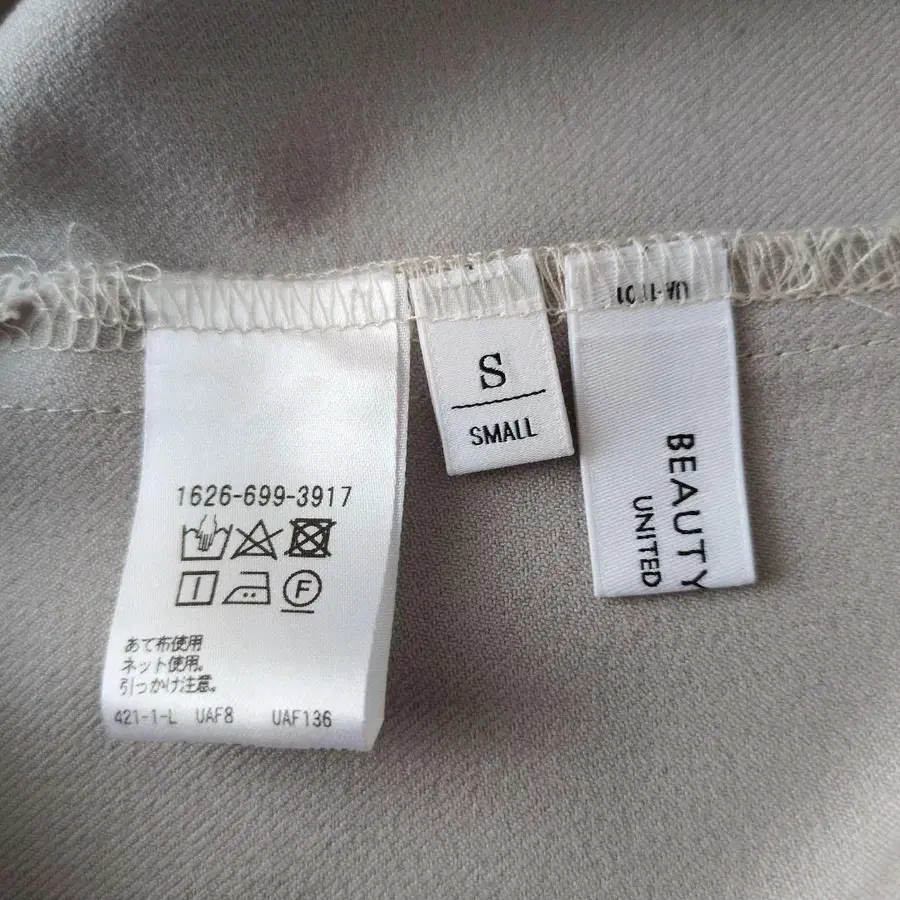 1626-699-3917
F
あて布使用
ネット使用。
引っかけ注意。
421-1-L UAF8 UAF136
S
SMALL
BEAUTY
UNITED